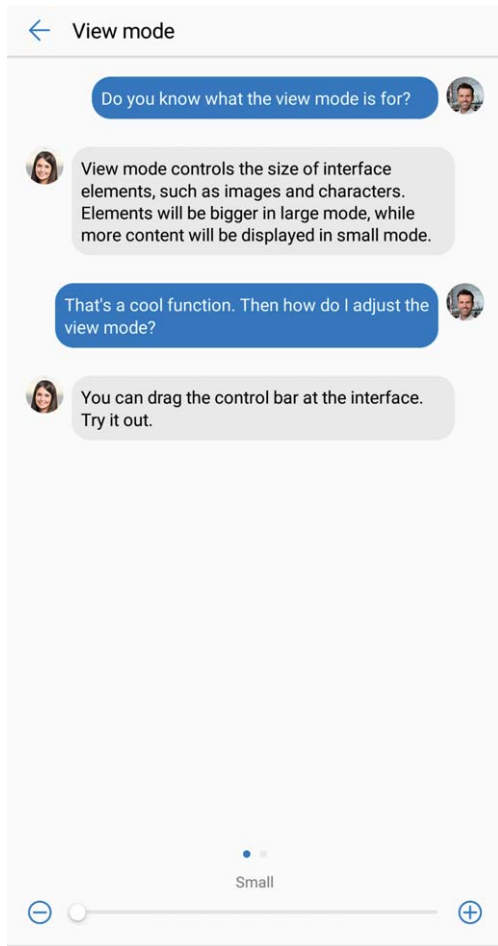 View mode
Do you know what the view mode is for?
View mode controls the size of interface
elements, such as images and characters.
Elements will be bigger in large mode, while
more content will be displayed in small mode.
That's a cool function. Then how do I adjust the
view mode?
You can drag the control bar at the interface.
Try it out.
Small